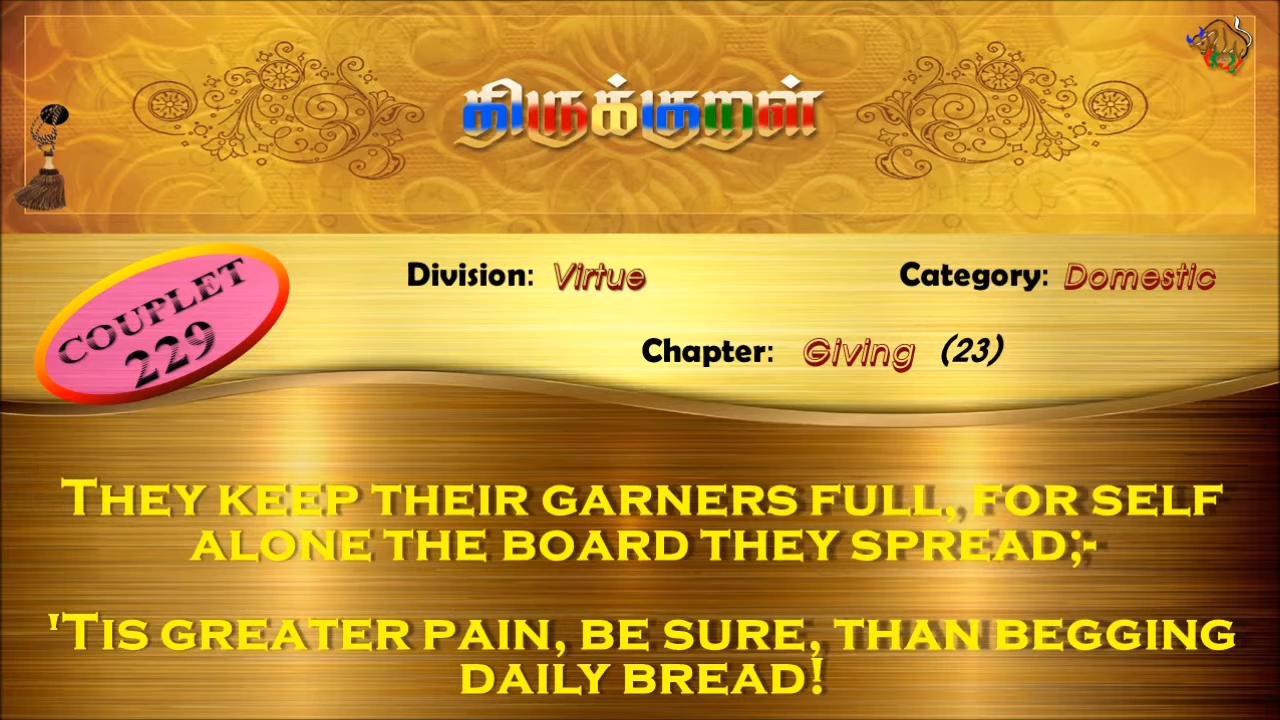 திருக்குறள்
COUPLET
229
Division: Virtue
Category: Domestic
Chapter: Giving (23)
THEY KEEP THEIR GARNERS FULL, FOR SELF
ALONE THE BOARD THEY SPREAD;-
'TIS GREATER PAIN, BE SURE, THAN BEGGING
DAILY BREAD!